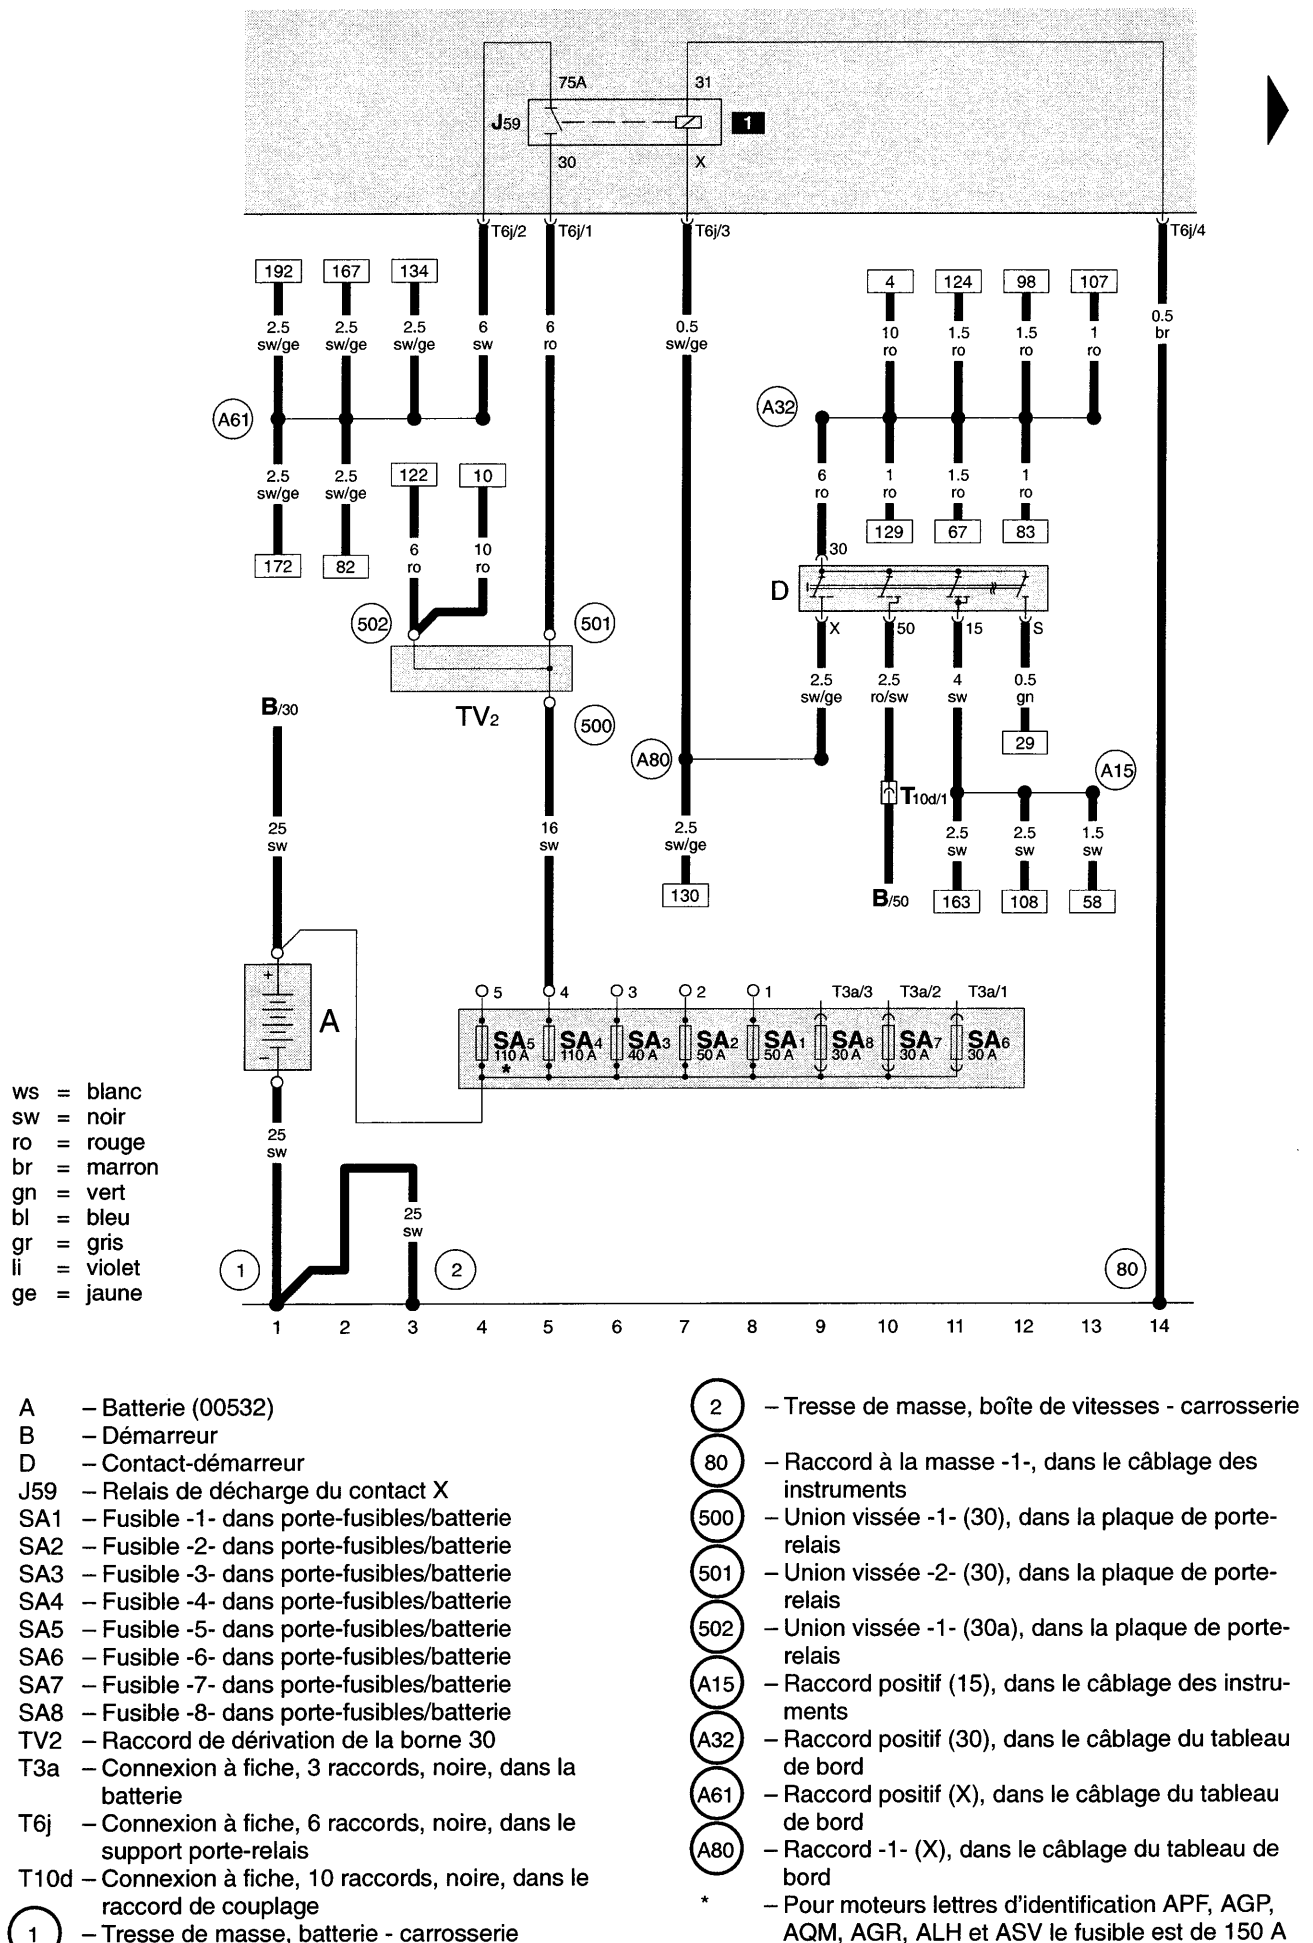 75A
31
J59
1
30
X
T6j/2
T6j/1
T6j/3
T6j/4
192
167
134
4
124
98
107
2.5
sw/ge
2.5
sw/ge
2.5
sw/ge
6
sw
6
ro
0.5
sw/ge
10
ro
1.5
ro
1.5
ro
1
ro
0.5
br
A61
A32
2.5
sw/ge
2.5
sw/ge
122
10
6
ro
1
ro
1.5
ro
1
ro
172
82
6
ro
10
ro
129
67
83
30
D
502
501
X
50
15
S
2.5
sw/ge
2.5
ro/sw
4
sw
0.5
gn
B/30
TV2
500
A80
29
A15
T10d/1
25
sw
16
sw
2.5
sw/ge
2.5
sw
2.5
sw
1.5
sw
130
B/50
163
108
58
+
–
A
5
4
3
2
1
T3a/3
T3a/2
T3a/1
SA5
110 A
*
SA4
110 A
SA3
40 A
SA2
50 A
SA1
50 A
SA8
30 A
SA7
30 A
SA6
30 A
ws = blanc
sw = noir
ro = rouge
br = marron
gn = vert
bl = bleu
gr = gris
li = violet
ge = jaune
25
sw
25
sw
1
2
80
1 2 3 4 5 6 7 8 9 10 11 12 13 14
A – Batterie (00532)
B – Démarreur
D – Contact-démarreur
J59 – Relais de décharge du contact X
SA1 – Fusible -1- dans porte-fusibles/batterie
SA2 – Fusible -2- dans porte-fusibles/batterie
SA3 – Fusible -3- dans porte-fusibles/batterie
SA4 – Fusible -4- dans porte-fusibles/batterie
SA5 – Fusible -5- dans porte-fusibles/batterie
SA6 – Fusible -6- dans porte-fusibles/batterie
SA7 – Fusible -7- dans porte-fusibles/batterie
SA8 – Fusible -8- dans porte-fusibles/batterie
TV2 – Raccord de dérivation de la borne 30
T3a – Connexion à fiche, 3 raccords, noire, dans la
batterie
T6j – Connexion à fiche, 6 raccords, noire, dans le
support porte-relais
T10d – Connexion à fiche, 10 raccords, noire, dans le
raccord de couplage
1 – Tresse de masse, batterie - carrosserie
2 – Tresse de masse, boîte de vitesses - carrosserie
80 – Raccord à la masse -1-, dans le câblage des
instruments
500 – Union vissée -1- (30), dans la plaque de porte-
relais
501 – Union vissée -2- (30), dans la plaque de porte-
relais
502 – Union vissée -1- (30a), dans la plaque de porte-
relais
A15 – Raccord positif (15), dans le câblage des instru-
ments
A32 – Raccord positif (30), dans le câblage du tableau
de bord
A61 – Raccord positif (X), dans le câblage du tableau
de bord
A80 – Raccord -1- (X), dans le câblage du tableau de
bord
* – Pour moteurs lettres d'identification APF, AGP,
AQM, AGR, ALH et ASV le fusible est de 150 A